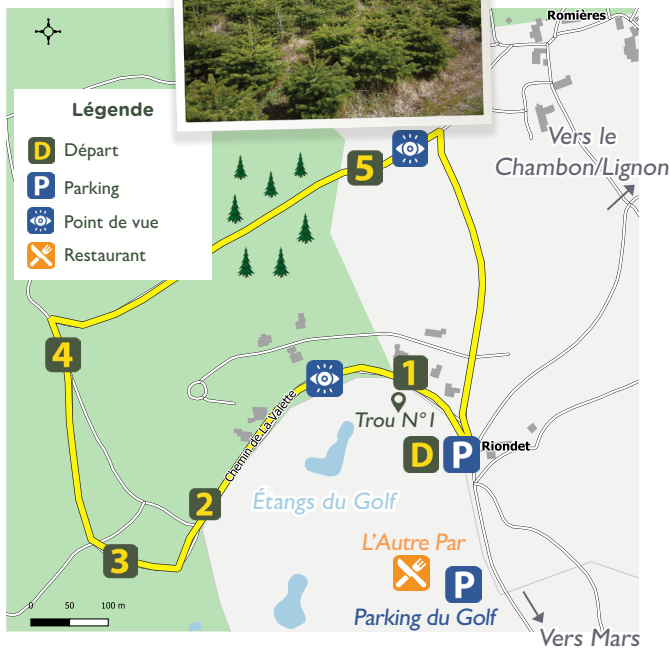 Romières
Légende
D Départ
P Parking
Point de vue
Restaurant
Vers le
Chambon/Lignon
5
4
1
Trou N°1
Chemin de La Valette
D P Riondet
2
Étangs du Golf
3
L'Autre Par
P
Parking du Golf
0 50 100 m
Vers Mars